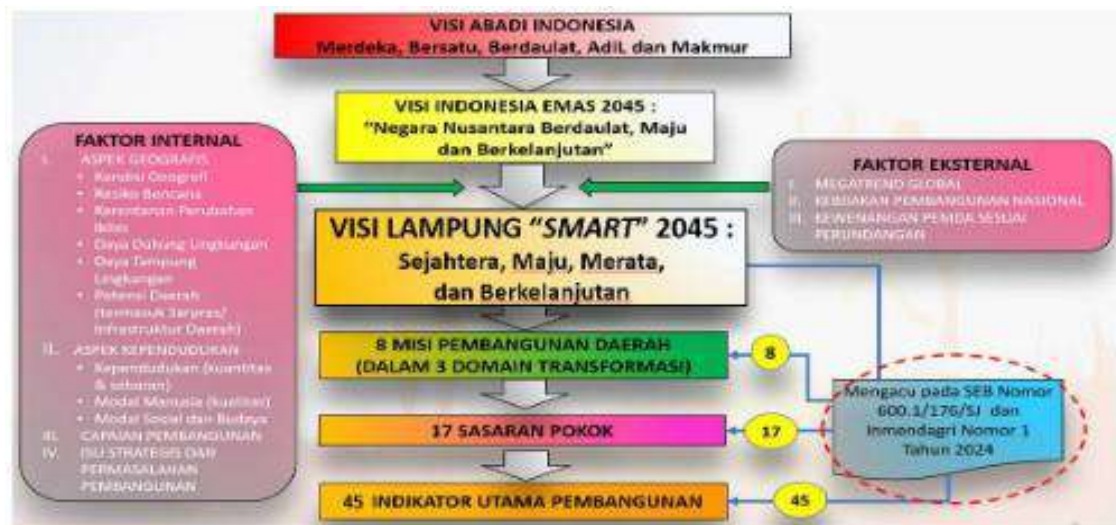 VISI ABADI INDONESIA
Merdeka, Bersatu, Berdaulat, Adil dan Makmur
VISI INDONESIA EMAS 2045 :
“Negara Nusantara Berdaulat, Maju
dan Berkelanjutan”
FAKTOR INTERNAL
I. ASPEK GEOGRAFIS
• Kondisi Geografi
• Resiko Bencana
• Kerentanan Perubahan
Iklim
• Daya Dukung Lingkungan
• Daya Tampung
Lingkungan
• Potensi Daerah
(termasuk Sarpras/
Infrastruktur Daerah)
II. ASPEK KEPENDUDUKAN
• Kependudukan (kuantitas
& sebaran)
• Modal Manusia (kualitas)
• Modal Sosial dan Budaya
III. CAPAIAN PEMBANGUNAN
IV. ISU STRATEGIS DAN
PERMASALAHAN
PEMBANGUNAN
FAKTOR EKSTERNAL
I. MEGATREND GLOBAL
II. KEBIJAKAN PEMBANGUNAN NASIONAL
III. KEWENANGAN PEMDA SESUAI
PERUNDANGAN
VISI LAMPUNG “SMART” 2045 :
Sejahtera, Maju, Merata,
dan Berkelanjutan
8 MISI PEMBANGUNAN DAERAH
(DALAM 3 DOMAIN TRANSFORMASI)
8
17 SASARAN POKOK
17
45 INDIKATOR UTAMA PEMBANGUNAN
45
Mengacu pada SEB Nomor
600.1/176/SJ dan
Inmendagri Nomor 1
Tahun 2024